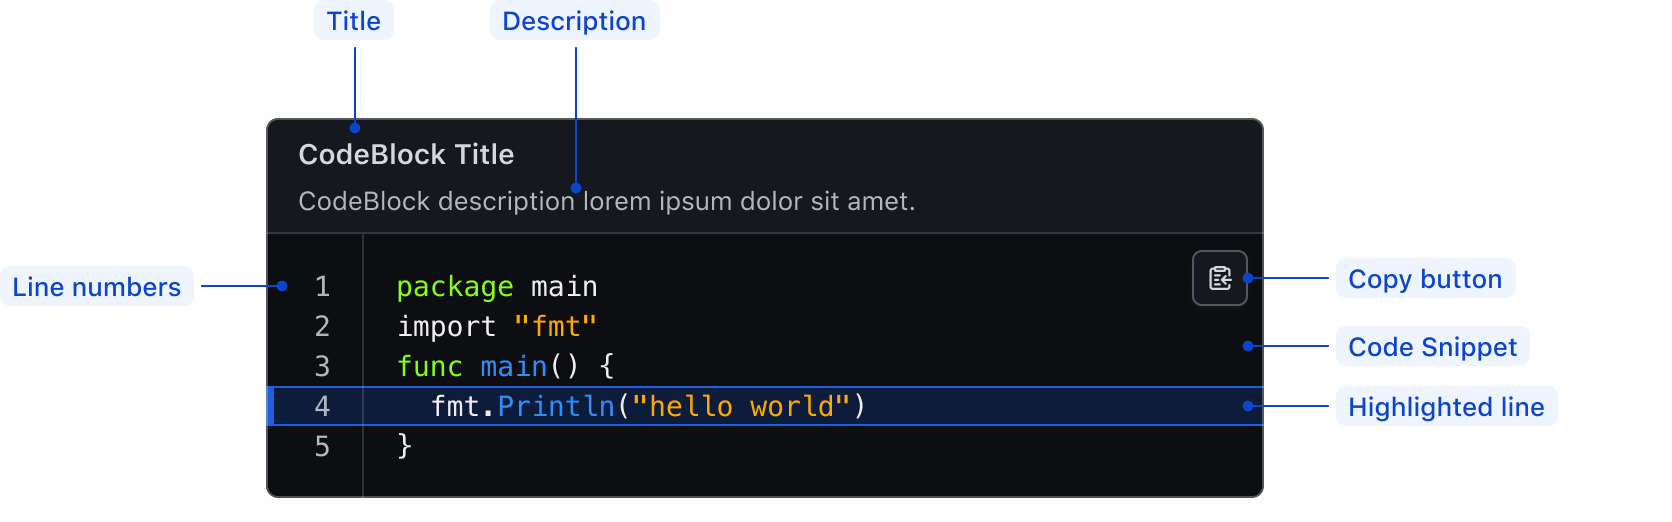 Title
Description
CodeBlock Title
CodeBlock description lorem ipsum dolor sit amet.
Line numbers
1 package main
2 import "fmt"
3 func main() {
4   fmt.Println("hello world")
5 }
Copy button
Code Snippet
Highlighted line